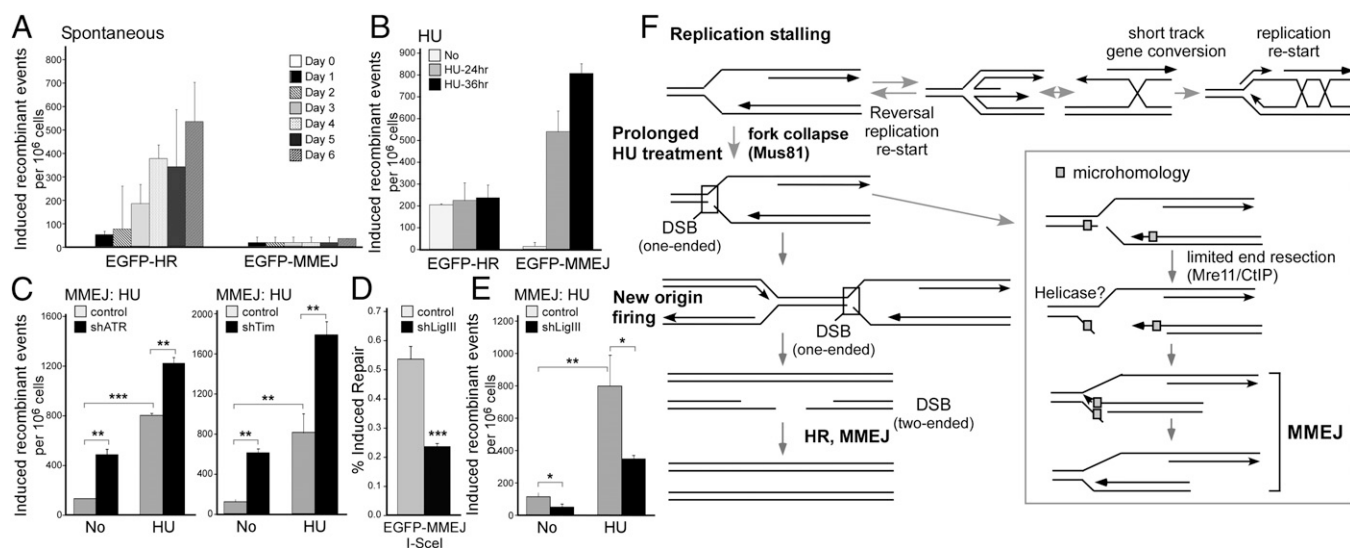 A
Spontaneous
Induced recombinant events
per 10⁶ cells
800
700
600
500
400
300
200
100
0
Day 0
Day 1
Day 2
Day 3
Day 4
Day 5
Day 6
EGFP-HR
EGFP-MMEJ
B
HU
Induced recombinant events
per 10⁶ cells
900
800
700
600
500
400
300
200
100
0
No
HU-24hr
HU-36hr
EGFP-HR
EGFP-MMEJ
C
MMEJ: HU
control
shATR
Induced recombinant events
per 10⁶ cells
1600
1200
800
400
0
**
***
**
No
HU
MMEJ: HU
control
shTim
2000
1600
1200
800
400
0
**
**
**
No
HU
D
control
shLigIII
% Induced Repair
0.7
0.6
0.5
0.4
0.3
0.2
0.1
0
***
EGFP-MMEJ
I-SceI
E
MMEJ: HU
control
shLigIII
Induced recombinant events
per 10⁶ cells
1200
1000
800
600
400
200
0
*
**
*
No
HU
F
Replication stalling
short track
gene conversion
replication
re-start
Reversal
replication
re-start
Prolonged
HU treatment
fork collapse
(Mus81)
DSB
(one-ended)
New origin
firing
DSB
(one-ended)
DSB
(two-ended)
HR, MMEJ
microhomology
limited end resection
(Mre11/CtIP)
Helicase?
MMEJ